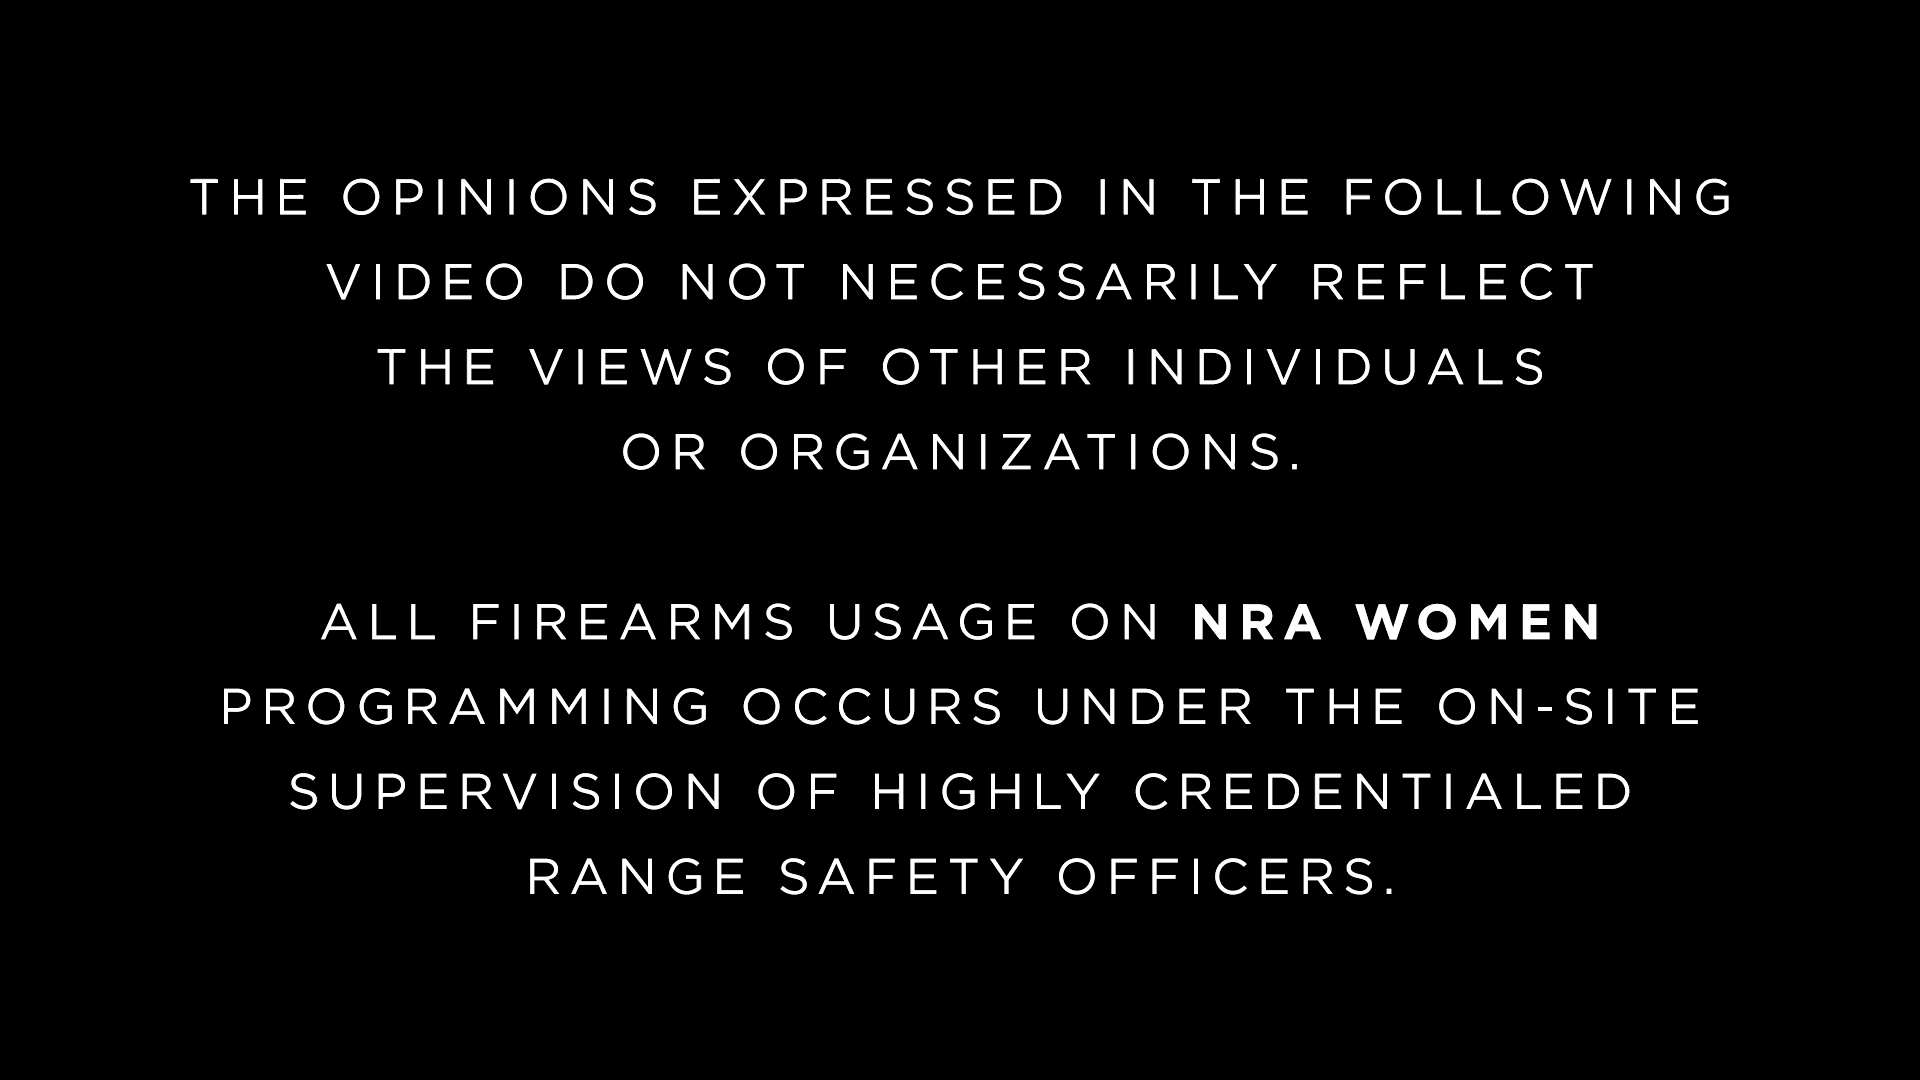 THE OPINIONS EXPRESSED IN THE FOLLOWING
VIDEO DO NOT NECESSARILY REFLECT
THE VIEWS OF OTHER INDIVIDUALS
OR ORGANIZATIONS.
ALL FIREARMS USAGE ON NRA WOMEN
PROGRAMMING OCCURS UNDER THE ON-SITE
SUPERVISION OF HIGHLY CREDENTIALED
RANGE SAFETY OFFICERS.